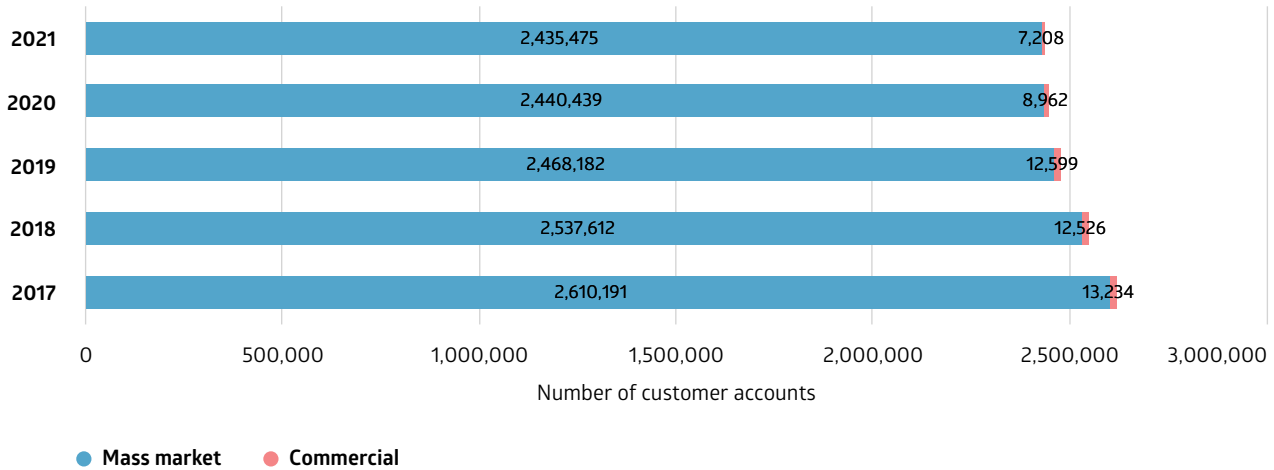 2021 2,435,475 7,208
2020 2,440,439 8,962
2019 2,468,182 12,599
2018 2,537,612 12,526
2017 2,610,191 13,234
0 500,000 1,000,000 1,500,000 2,000,000 2,500,000 3,000,000
Number of customer accounts
Mass market Commercial